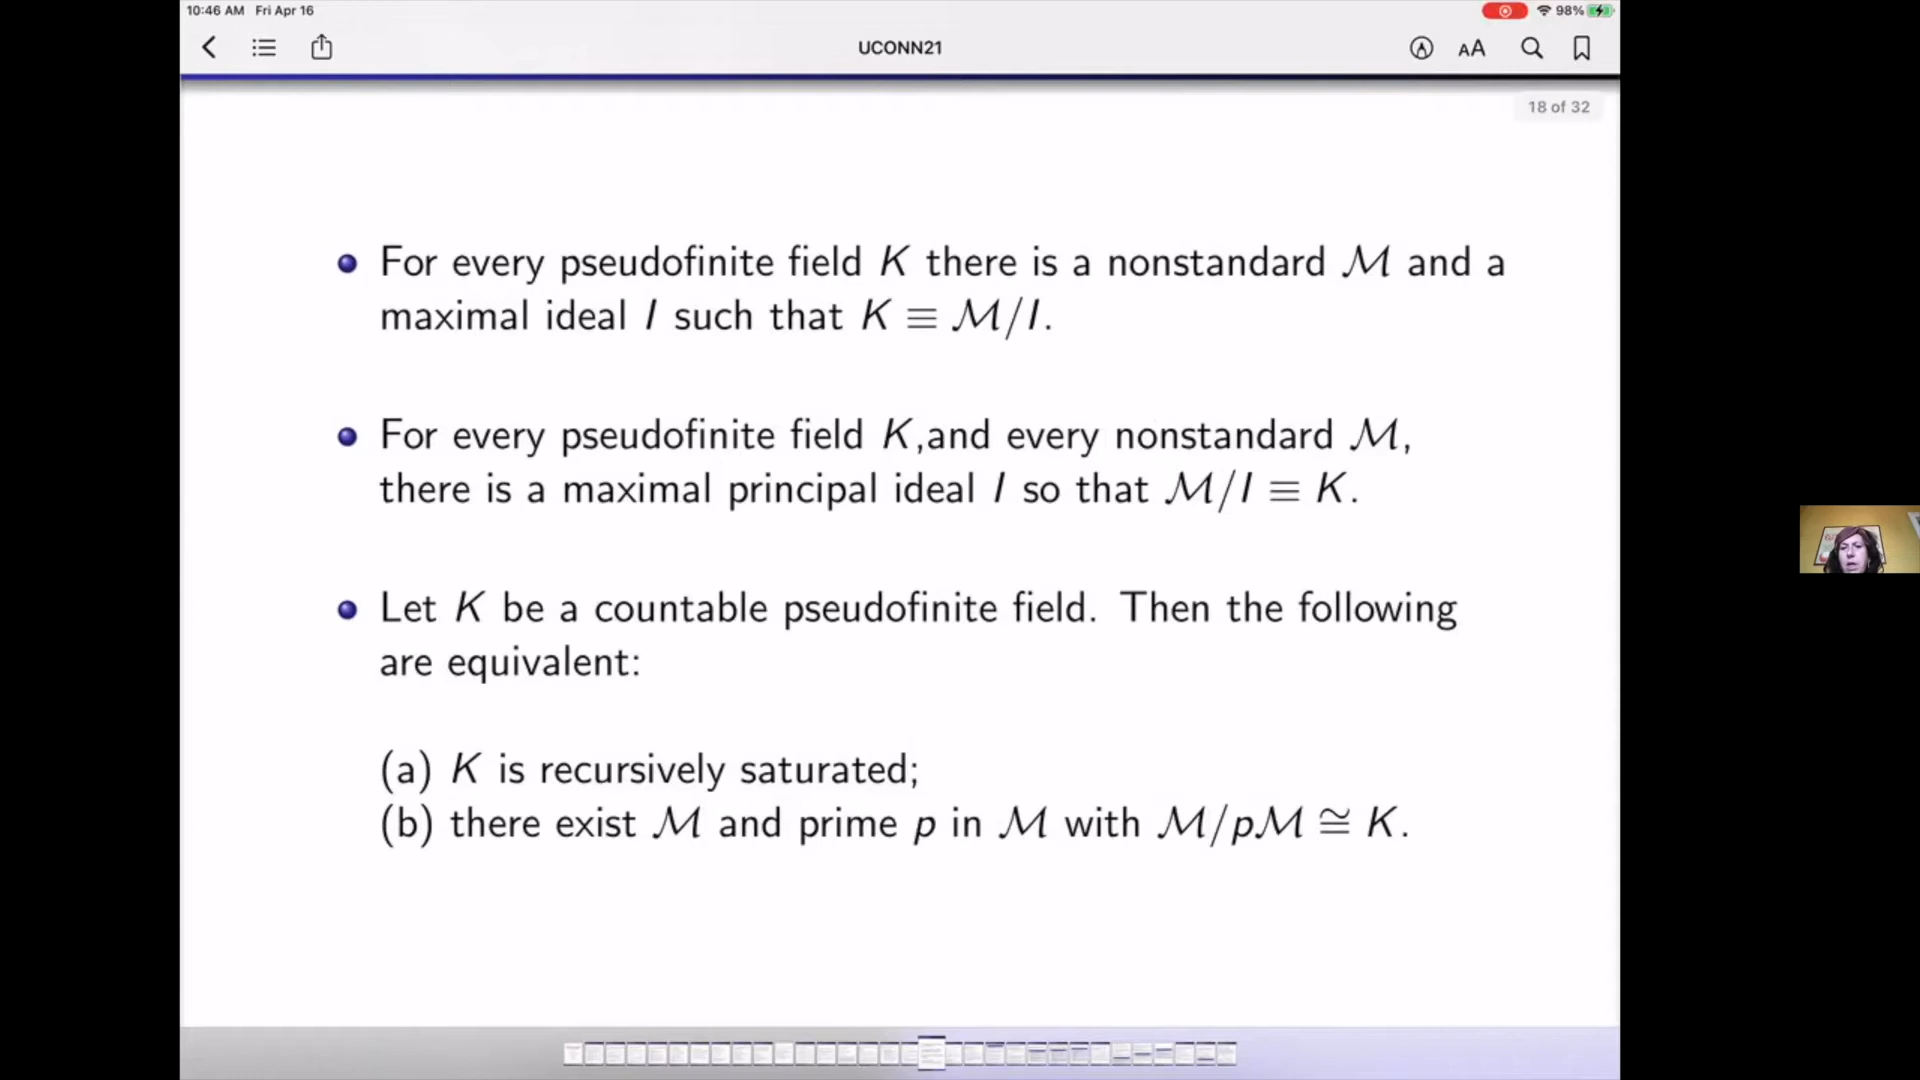 10:46 AM Fri Apr 16
98%
UCONN21
AA
18 of 32
• For every pseudofinite field K there is a nonstandard ℳ and a
maximal ideal I such that K ≡ ℳ/I.
• For every pseudofinite field K,and every nonstandard ℳ,
there is a maximal principal ideal I so that ℳ/I ≡ K.
• Let K be a countable pseudofinite field. Then the following
are equivalent:
(a) K is recursively saturated;
(b) there exist ℳ and prime p in ℳ with ℳ/pℳ ≅ K.